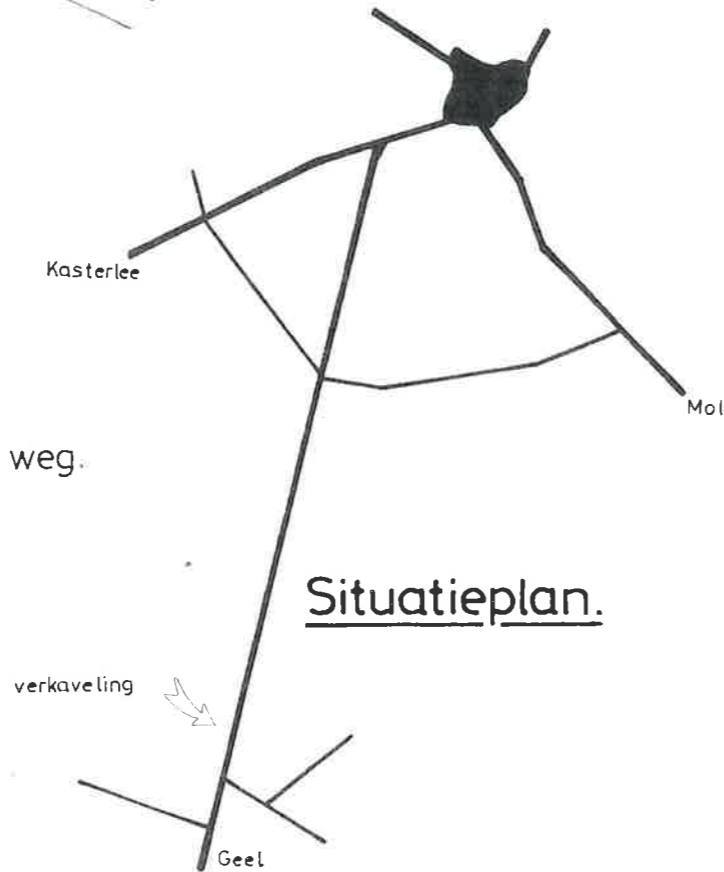 Kasterlee
Mol
weg.
Situatieplan.
verkaveling
Geel